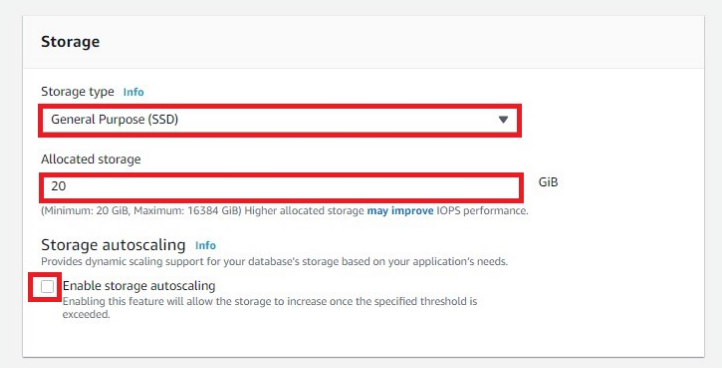 Storage
Storage type Info
General Purpose (SSD)
Allocated storage
20
GiB
(Minimum: 20 GiB, Maximum: 16384 GiB) Higher allocated storage may improve IOPS performance.
Storage autoscaling Info
Provides dynamic scaling support for your database's storage based on your application's needs.
Enable storage autoscaling
Enabling this feature will allow the storage to increase once the specified threshold is
exceeded.